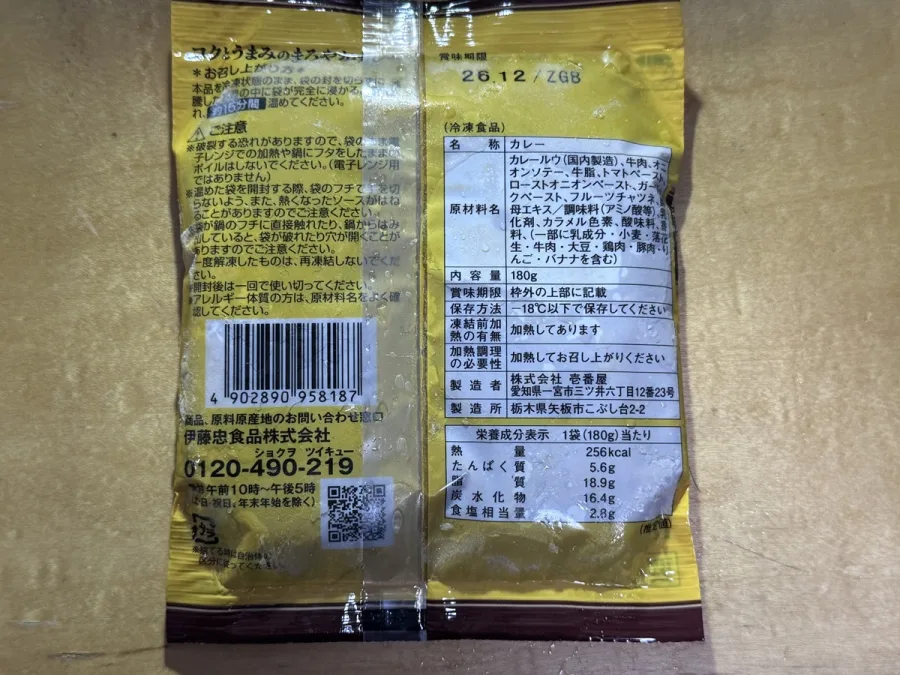 コクとうまみのまろやか
*お召し上がり方*
本品を凍状態のまま、袋の封を切らずに
騰した の中に袋が完全に浸かる
れ、約15分間 温めてください。
⚠ご注意
※破裂する恐れがありますので、袋の 電
子レンジでの加熱や鍋にフタをしたままの
ボイルはしないでください。(電子レンジ用
ではありません)
※温めた袋を開封する際、袋のフチで を切
らないよう、また、熱くなったソースがはね
ることがありますのでご注意ください。
袋が鍋のフチに直接触れたり、鍋からはみ
出していると、袋が破れたり穴が開くことが
ありますのでご注意ください。
一度解凍したものは、再凍結しないでくだ
さい。
開封後は一回で使い切ってください。
アレルギー体質の方は、原材料名をよく確
認してください。
4 902890 958187
商品、原料原産地のお問い合わせ窓口
伊藤忠食品株式会社
ショクヲ ツイキュー
0120-490-219
午前10時〜午後5時
日・祝日、年末年始を除く)
賞味期限
26.12/ZGB
(冷凍食品)
名称 カレー
原材料名 カレールウ(国内製造)、牛肉、オニ
オンソテー、牛脂、トマトペースト、
ローストオニオンペースト、ガーリッ
クペースト、フルーツチャツネ、
母エキス/調味料(アミノ酸等)、乳
化剤、カラメル色素、酸味料、香
料、(一部に乳成分・小麦・落花
生・牛肉・大豆・鶏肉・豚肉・り
んご・バナナを含む)
内容量 180g
賞味期限 枠外の上部に記載
保存方法 −18℃以下で保存してください
凍結前加
熱の有無 加熱してあります
加熱調理
の必要性 加熱してお召し上がりください
製造者 株式会社 壱番屋
愛知県一宮市三ツ井六丁目12番23号
製造所 栃木県矢板市こぶし台2-2
栄養成分表示 1袋(180g)当たり
熱量 256kcal
たんぱく質 5.6g
脂質 18.9g
炭水化物 16.4g
食塩相当量 2.8g